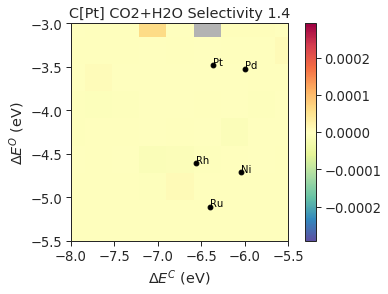 C[Pt] CO2+H2O Selectivity 1.4
−3.0
−3.5
−4.0
−4.5
−5.0
−5.5
ΔE^O (eV)
Pt
Pd
Rh
Ni
Ru
−8.0 −7.5 −7.0 −6.5 −6.0 −5.5
ΔE^C (eV)
0.0002
0.0001
0.0000
−0.0001
−0.0002